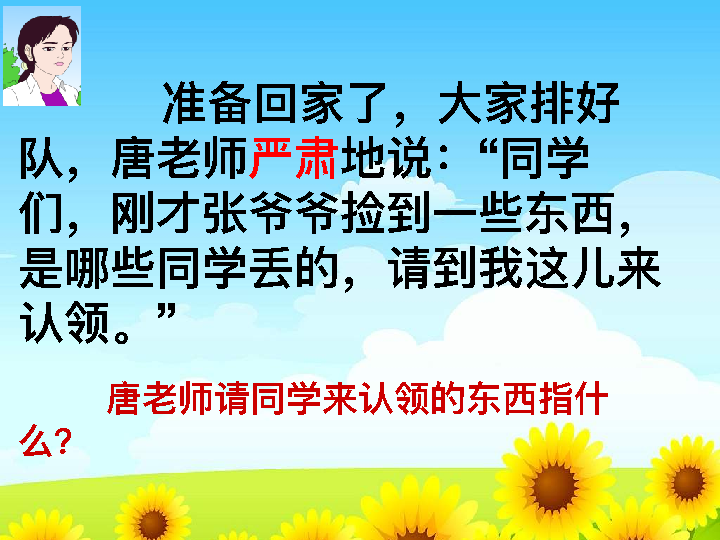 准备回家了，大家排好
队，唐老师严肃地说：“同学
们，刚才张爷爷捡到一些东西，
是哪些同学丢的，请到我这儿来
认领。”
唐老师请同学来认领的东西指什
么？